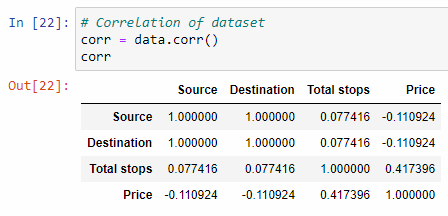 In [22]: # Correlation of dataset
corr = data.corr()
corr
Out[22]:
Source Destination Total stops Price
Source 1.000000 1.000000 0.077416 -0.110924
Destination 1.000000 1.000000 0.077416 -0.110924
Total stops 0.077416 0.077416 1.000000 0.417396
Price -0.110924 -0.110924 0.417396 1.000000